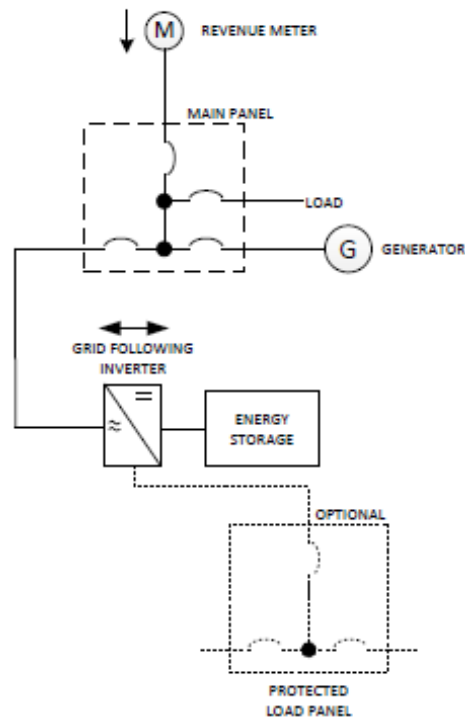 M
REVENUE METER
MAIN PANEL
LOAD
G
GENERATOR
GRID FOLLOWING
INVERTER
=
≈
ENERGY
STORAGE
OPTIONAL
PROTECTED
LOAD PANEL